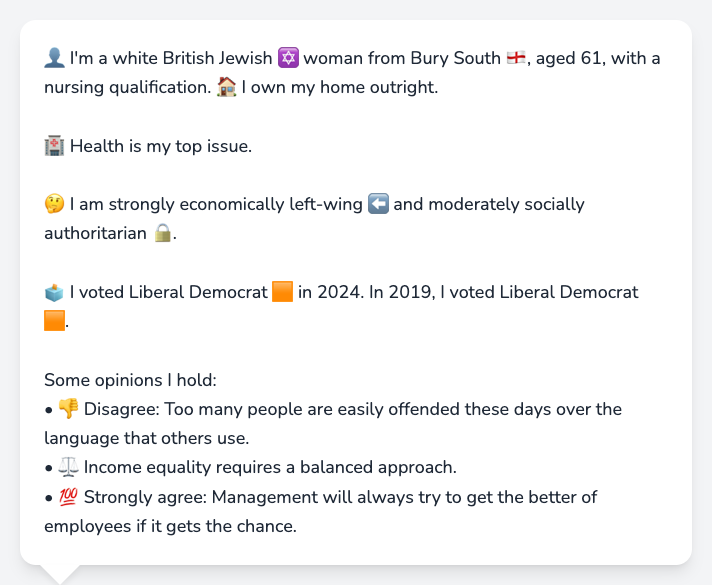 👤 I'm a white British Jewish 🔯 woman from Bury South 🏴󠁧󠁢󠁥󠁮󠁧󠁿, aged 61, with a
nursing qualification. 🏠 I own my home outright.
🏥 Health is my top issue.
🤔 I am strongly economically left-wing ⬅️ and moderately socially
authoritarian 🔒.
🗳️ I voted Liberal Democrat 🟧 in 2024. In 2019, I voted Liberal Democrat
🟧.
Some opinions I hold:
• 👎 Disagree: Too many people are easily offended these days over the
language that others use.
• ⚖️ Income equality requires a balanced approach.
• 💯 Strongly agree: Management will always try to get the better of
employees if it gets the chance.